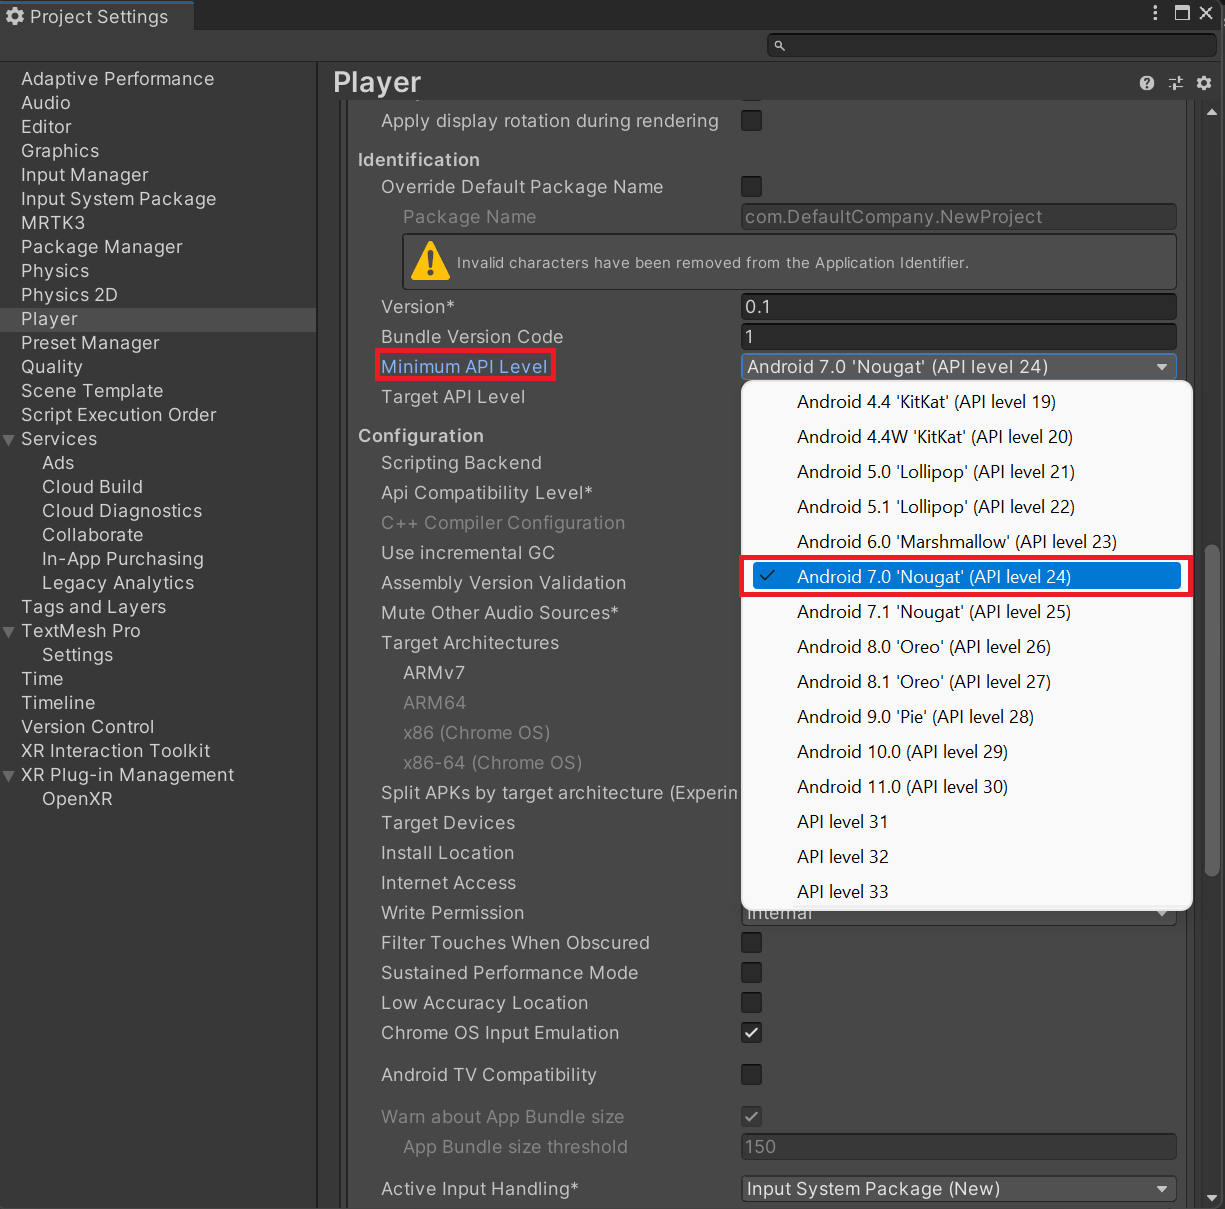 Project Settings
Adaptive Performance
Audio
Editor
Graphics
Input Manager
Input System Package
MRTK3
Package Manager
Physics
Physics 2D
Player
Preset Manager
Quality
Scene Template
Script Execution Order
Services
Ads
Cloud Build
Cloud Diagnostics
Collaborate
In-App Purchasing
Legacy Analytics
Tags and Layers
TextMesh Pro
Settings
Time
Timeline
Version Control
XR Interaction Toolkit
XR Plug-in Management
OpenXR
Player
Apply display rotation during rendering
Identification
Override Default Package Name
Package Name com.DefaultCompany.NewProject
Invalid characters have been removed from the Application Identifier.
Version* 0.1
Bundle Version Code 1
Minimum API Level Android 7.0 'Nougat' (API level 24)
Target API Level
Configuration
Scripting Backend
Api Compatibility Level*
C++ Compiler Configuration
Use incremental GC
Assembly Version Validation
Mute Other Audio Sources*
Target Architectures
ARMv7
ARM64
x86 (Chrome OS)
x86-64 (Chrome OS)
Split APKs by target architecture (Experim
Target Devices
Install Location
Internet Access
Write Permission Internal
Filter Touches When Obscured
Sustained Performance Mode
Low Accuracy Location
Chrome OS Input Emulation
Android TV Compatibility
Warn about App Bundle size
App Bundle size threshold 150
Active Input Handling* Input System Package (New)
Android 4.4 'KitKat' (API level 19)
Android 4.4W 'KitKat' (API level 20)
Android 5.0 'Lollipop' (API level 21)
Android 5.1 'Lollipop' (API level 22)
Android 6.0 'Marshmallow' (API level 23)
Android 7.0 'Nougat' (API level 24)
Android 7.1 'Nougat' (API level 25)
Android 8.0 'Oreo' (API level 26)
Android 8.1 'Oreo' (API level 27)
Android 9.0 'Pie' (API level 28)
Android 10.0 (API level 29)
Android 11.0 (API level 30)
API level 31
API level 32
API level 33